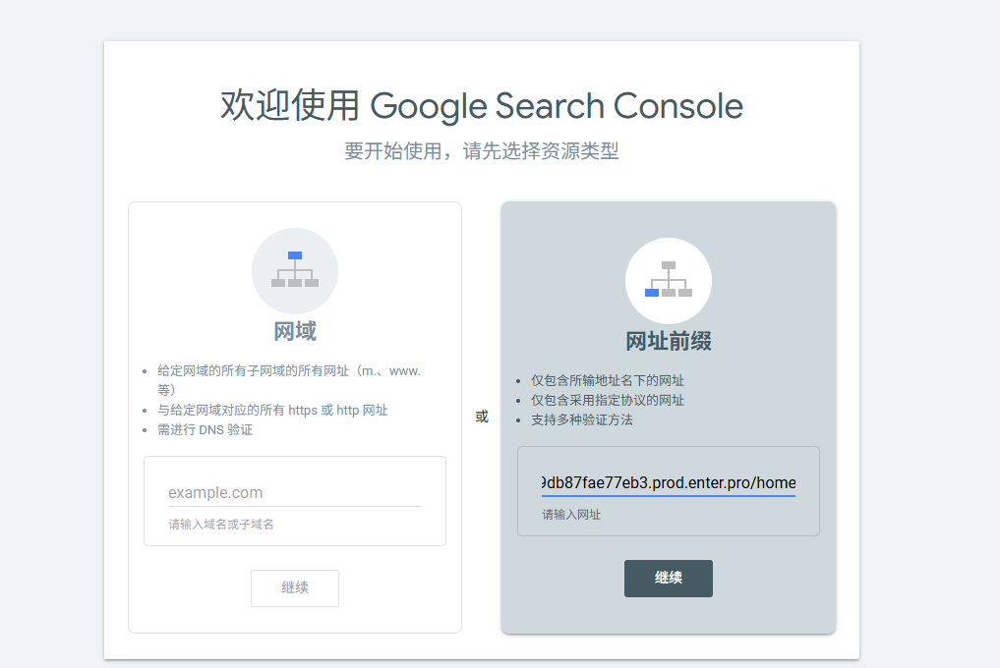 欢迎使用 Google Search Console
要开始使用，请先选择资源类型
网域
给定网域的所有子网域的所有网址（m.、www.
等）
与给定网域对应的所有 https 或 http 网址
需进行 DNS 验证
example.com
请输入域名或子域名
继续
或
网址前缀
仅包含所输地址名下的网址
仅包含采用指定协议的网址
支持多种验证方法
9db87fae77eb3.prod.enter.pro/home
请输入网址
继续